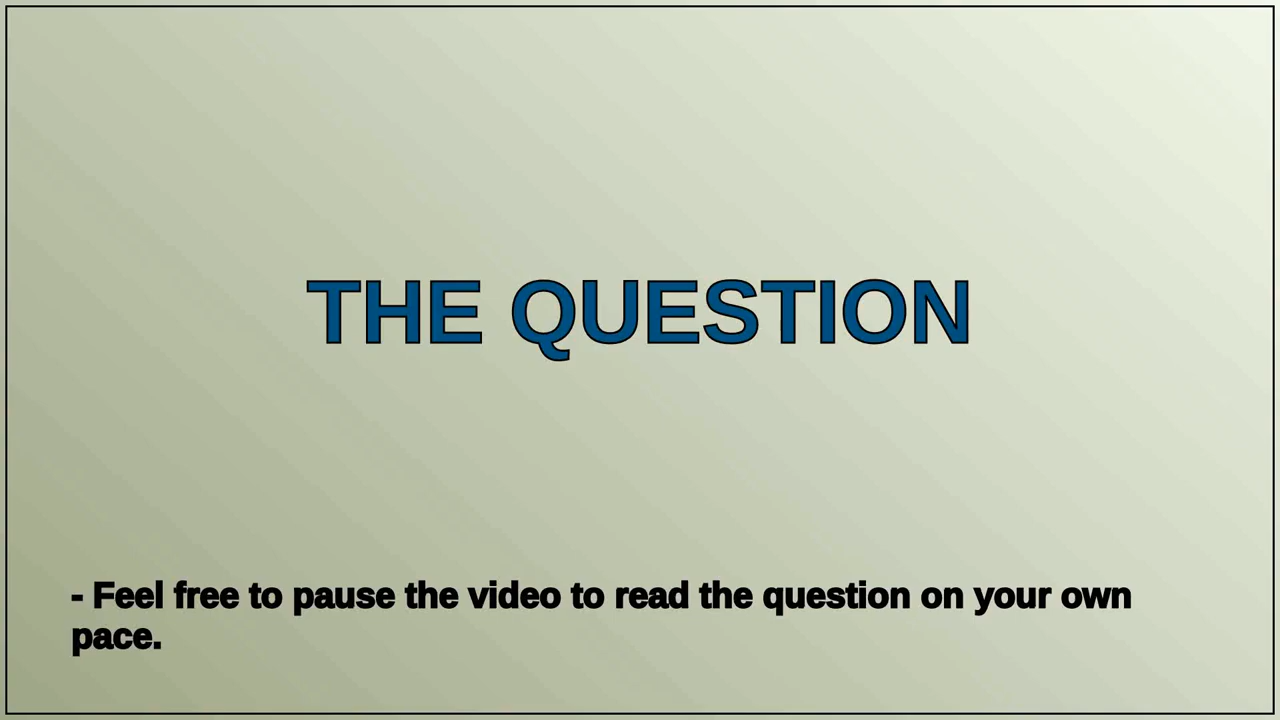 THE QUESTION
- Feel free to pause the video to read the question on your own
pace.